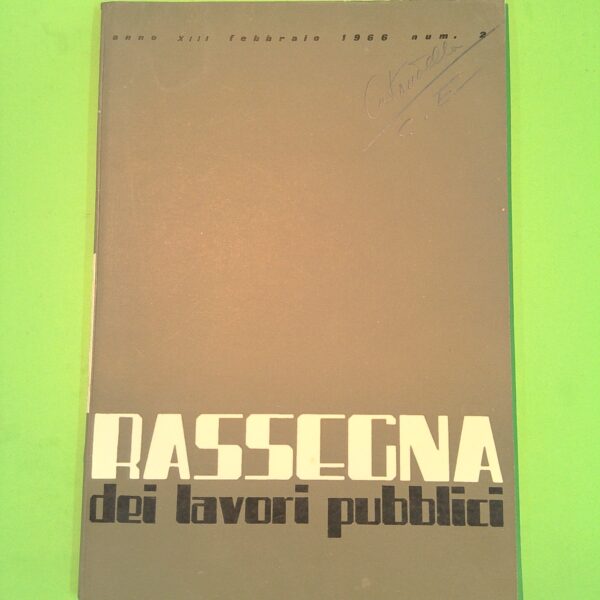 anno XIII febbraio 1966 num. 2
RASSEGNA
dei lavori pubblici